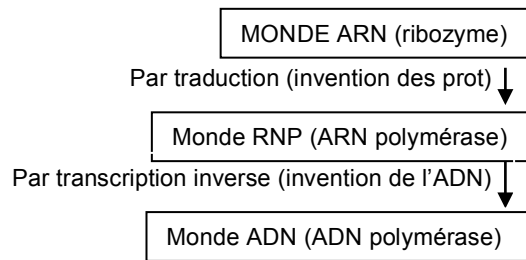 MONDE ARN (ribozyme)
Par traduction (invention des prot)
Monde RNP (ARN polymérase)
Par transcription inverse (invention de l’ADN)
Monde ADN (ADN polymérase)